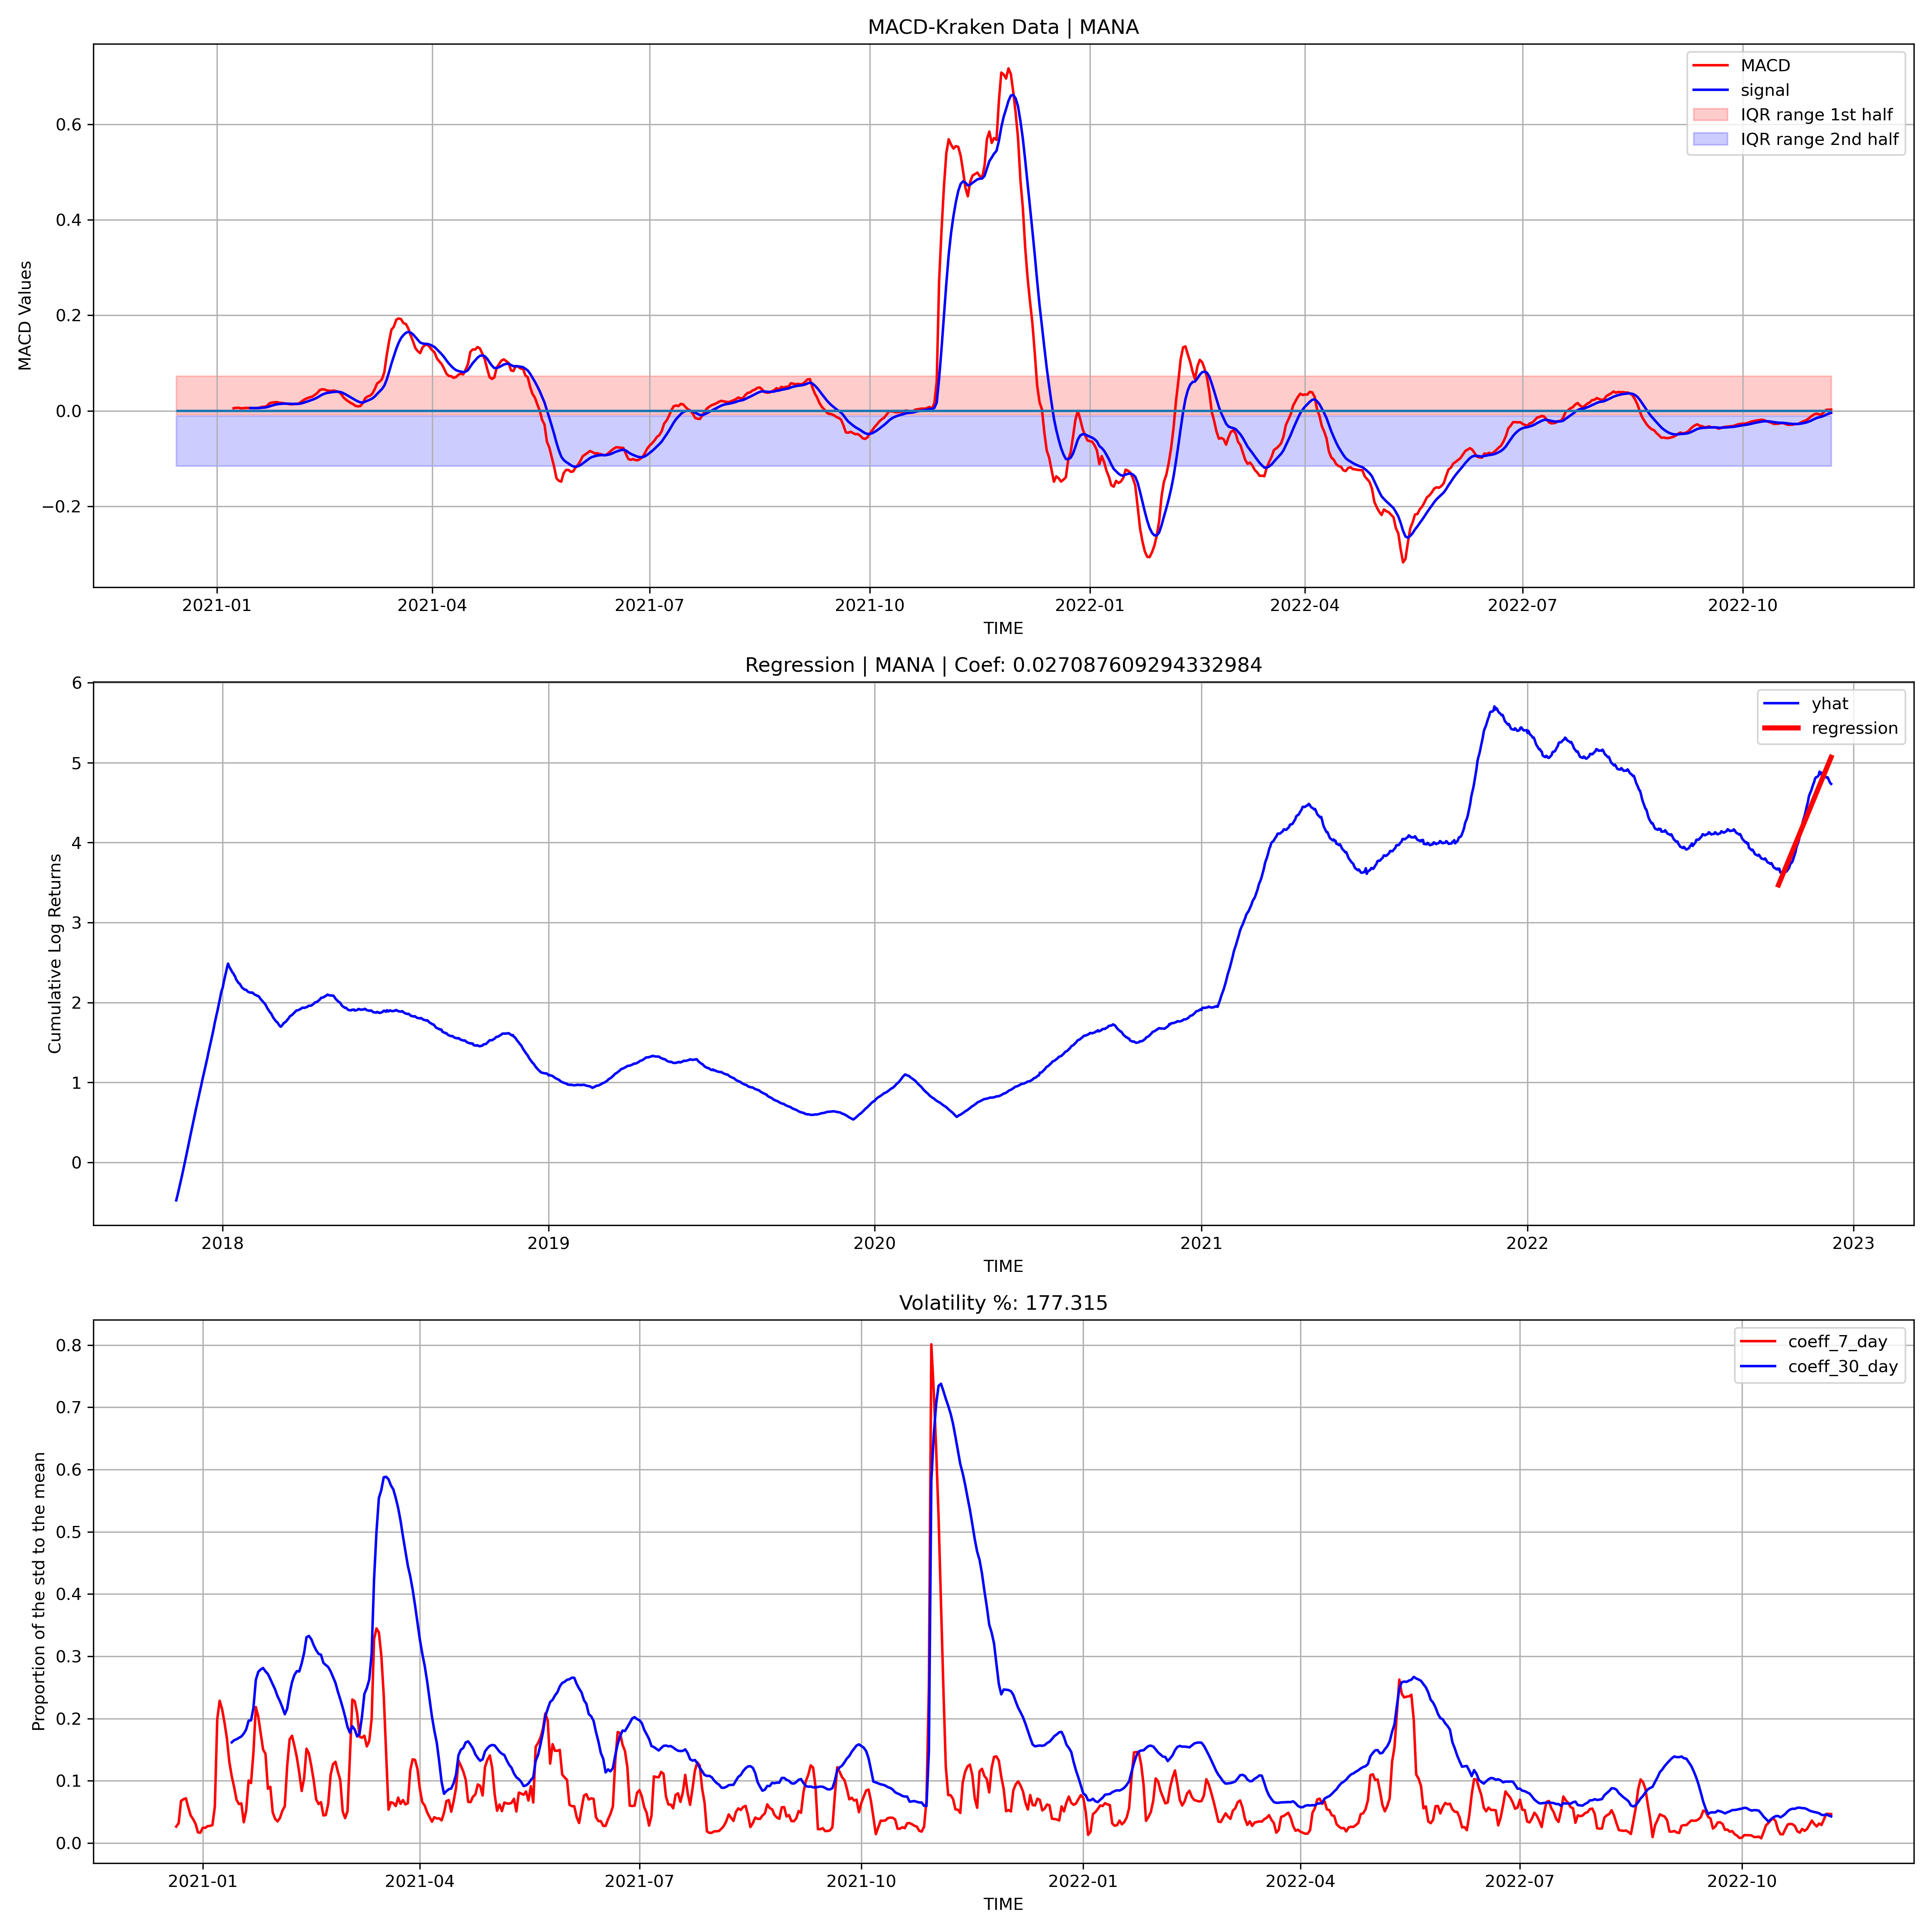 MACD-Kraken Data | MANA
MACD
signal
IQR range 1st half
IQR range 2nd half
MACD Values
0.6
0.4
0.2
0.0
−0.2
2021-01 2021-04 2021-07 2021-10 2022-01 2022-04 2022-07 2022-10
TIME
Regression | MANA | Coef: 0.027087609294332984
yhat
regression
Cumulative Log Returns
6
5
4
3
2
1
0
2018 2019 2020 2021 2022 2023
TIME
Volatility %: 177.315
coeff_7_day
coeff_30_day
Proportion of the std to the mean
0.8
0.7
0.6
0.5
0.4
0.3
0.2
0.1
0.0
2021-01 2021-04 2021-07 2021-10 2022-01 2022-04 2022-07 2022-10
TIME